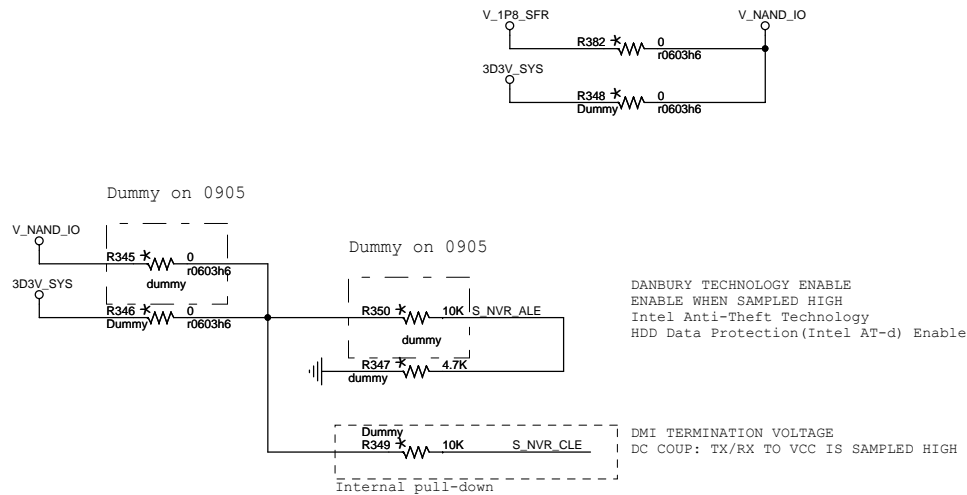 V_1P8_SFR
V_NAND_IO
R382 0
r0603h6
3D3V_SYS
R348 0
Dummy r0603h6
Dummy on 0905
V_NAND_IO
R345 0
r0603h6
dummy
3D3V_SYS
R346 0
Dummy r0603h6
Dummy on 0905
R350 10K S_NVR_ALE
dummy
R347 4.7K
dummy
DANBURY TECHNOLOGY ENABLE
ENABLE WHEN SAMPLED HIGH
Intel Anti-Theft Technology
HDD Data Protection(Intel AT-d) Enable
Dummy
R349 10K S_NVR_CLE
Internal pull-down
DMI TERMINATION VOLTAGE
DC COUP: TX/RX TO VCC IS SAMPLED HIGH